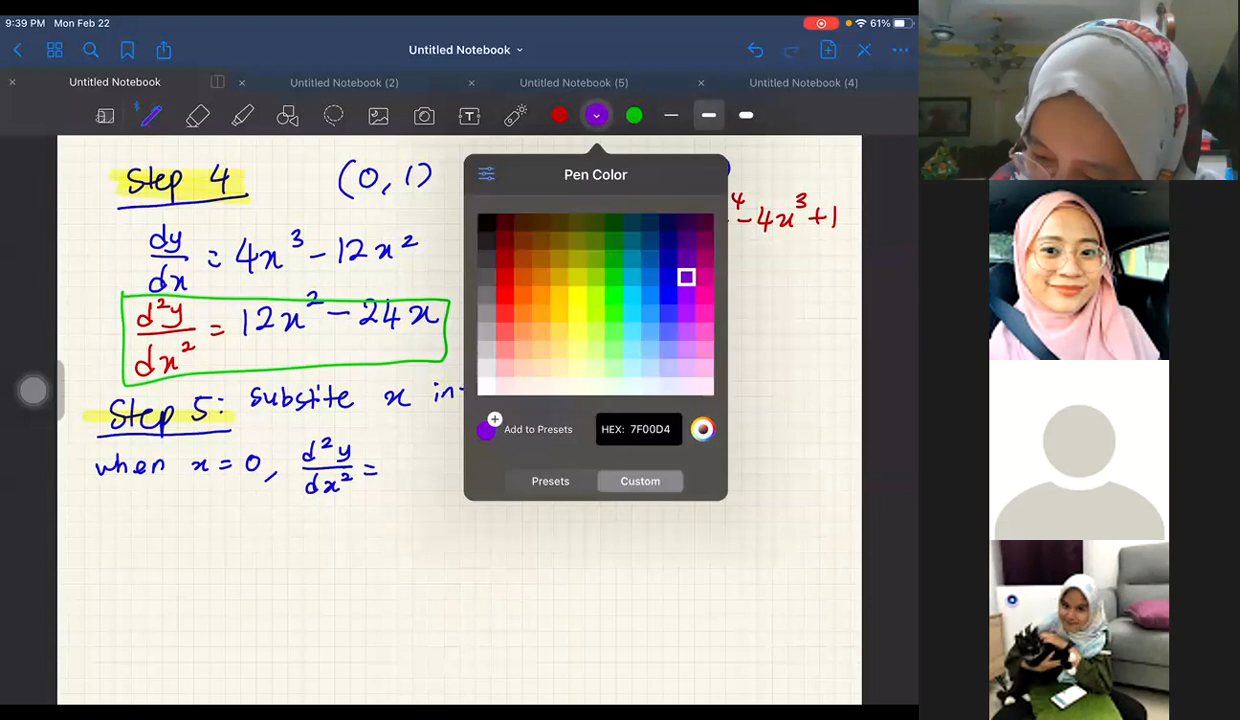 9:39 PM Mon Feb 22
61%
Untitled Notebook
Untitled Notebook
Untitled Notebook (2)
Untitled Notebook (5)
Untitled Notebook (4)
Step 4
(0, 1)
)
⁴ - 4x³ + 1
dy/dx = 4x³ - 12x²
d²y/dx² = 12x² - 24x
Step 5: substite x in
when x = 0, d²y/dx² =
Pen Color
Add to Presets
HEX: 7F00D4
Presets
Custom